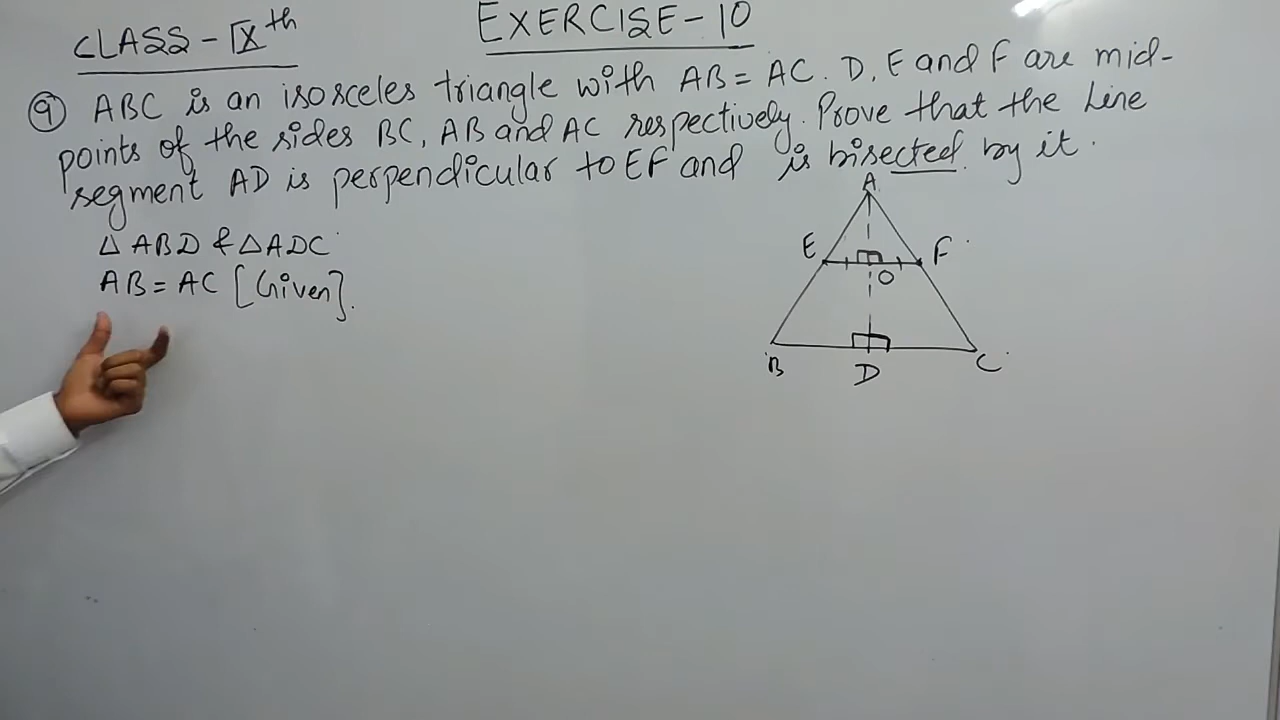 CLASS - IXth
EXERCISE - 10
9 ABC is an isosceles triangle with AB = AC. D, E and F are mid-
points of the sides BC, AB and AC respectively. Prove that the line
segment AD is perpendicular to EF and is bisected by it.
△ ABD & △ ADC
AB = AC [Given].
A
E
F
O
B
D
C